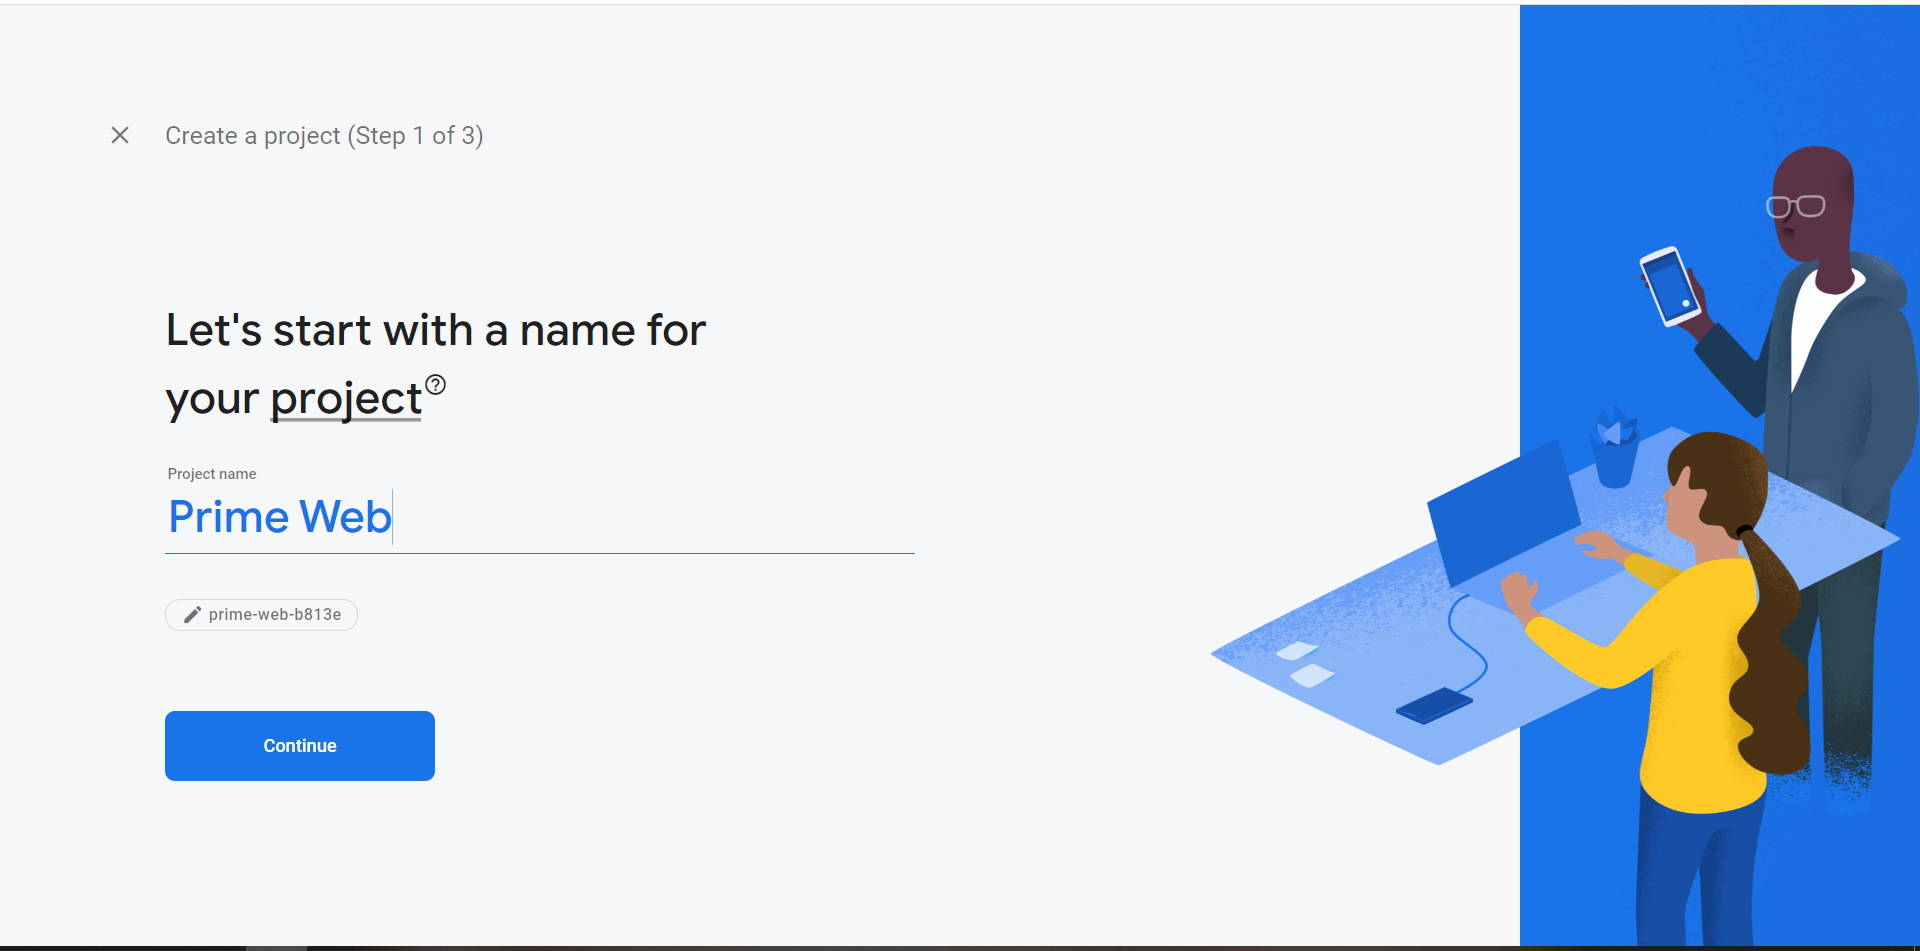 Create a project (Step 1 of 3)
Let's start with a name for
your project
Project name
Prime Web
prime-web-b813e
Continue